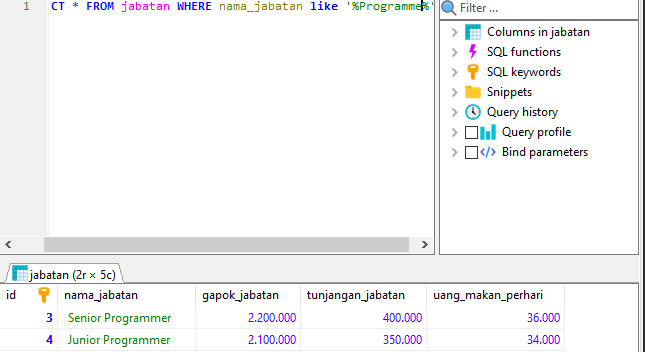 1 CT * FROM jabatan WHERE nama_jabatan like '%Programme%'
Filter ...
Columns in jabatan
SQL functions
SQL keywords
Snippets
Query history
Query profile
Bind parameters
jabatan (2r × 5c)
id nama_jabatan gapok_jabatan tunjangan_jabatan uang_makan_perhari
3 Senior Programmer 2.200.000 400.000 36.000
4 Junior Programmer 2.100.000 350.000 34.000